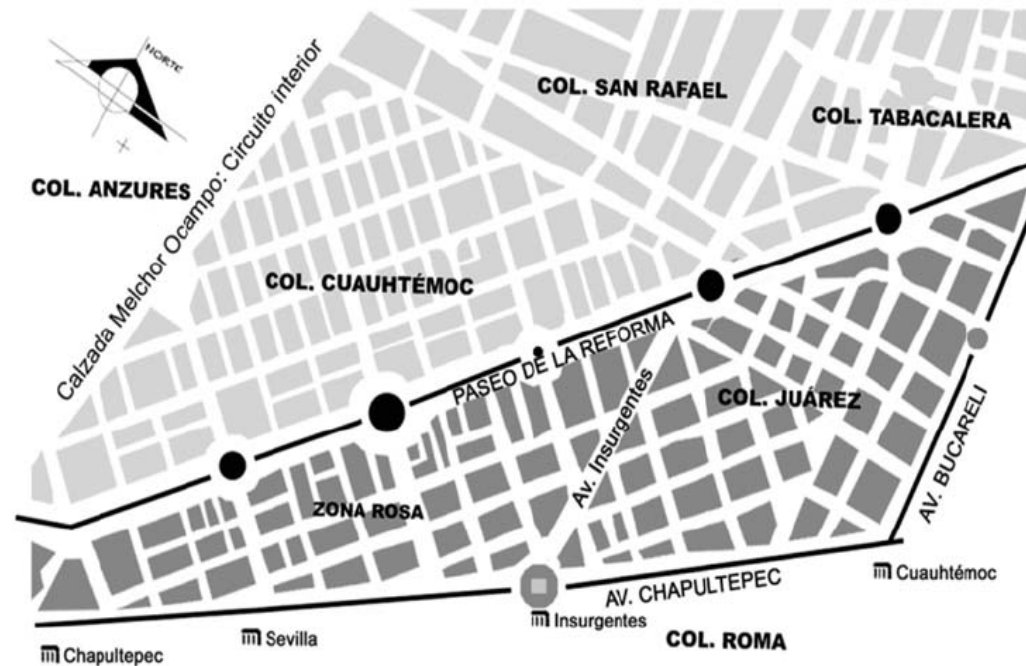 NORTE
COL. SAN RAFAEL
COL. TABACALERA
COL. ANZURES
Calzada Melchor Ocampo: Circuito interior
COL. CUAUHTÉMOC
PASEO DE LA REFORMA
COL. JUÁREZ
Av. Insurgentes
AV. BUCARELI
ZONA ROSA
AV. CHAPULTEPEC
Cuauhtémoc
Insurgentes
Sevilla
COL. ROMA
Chapultepec